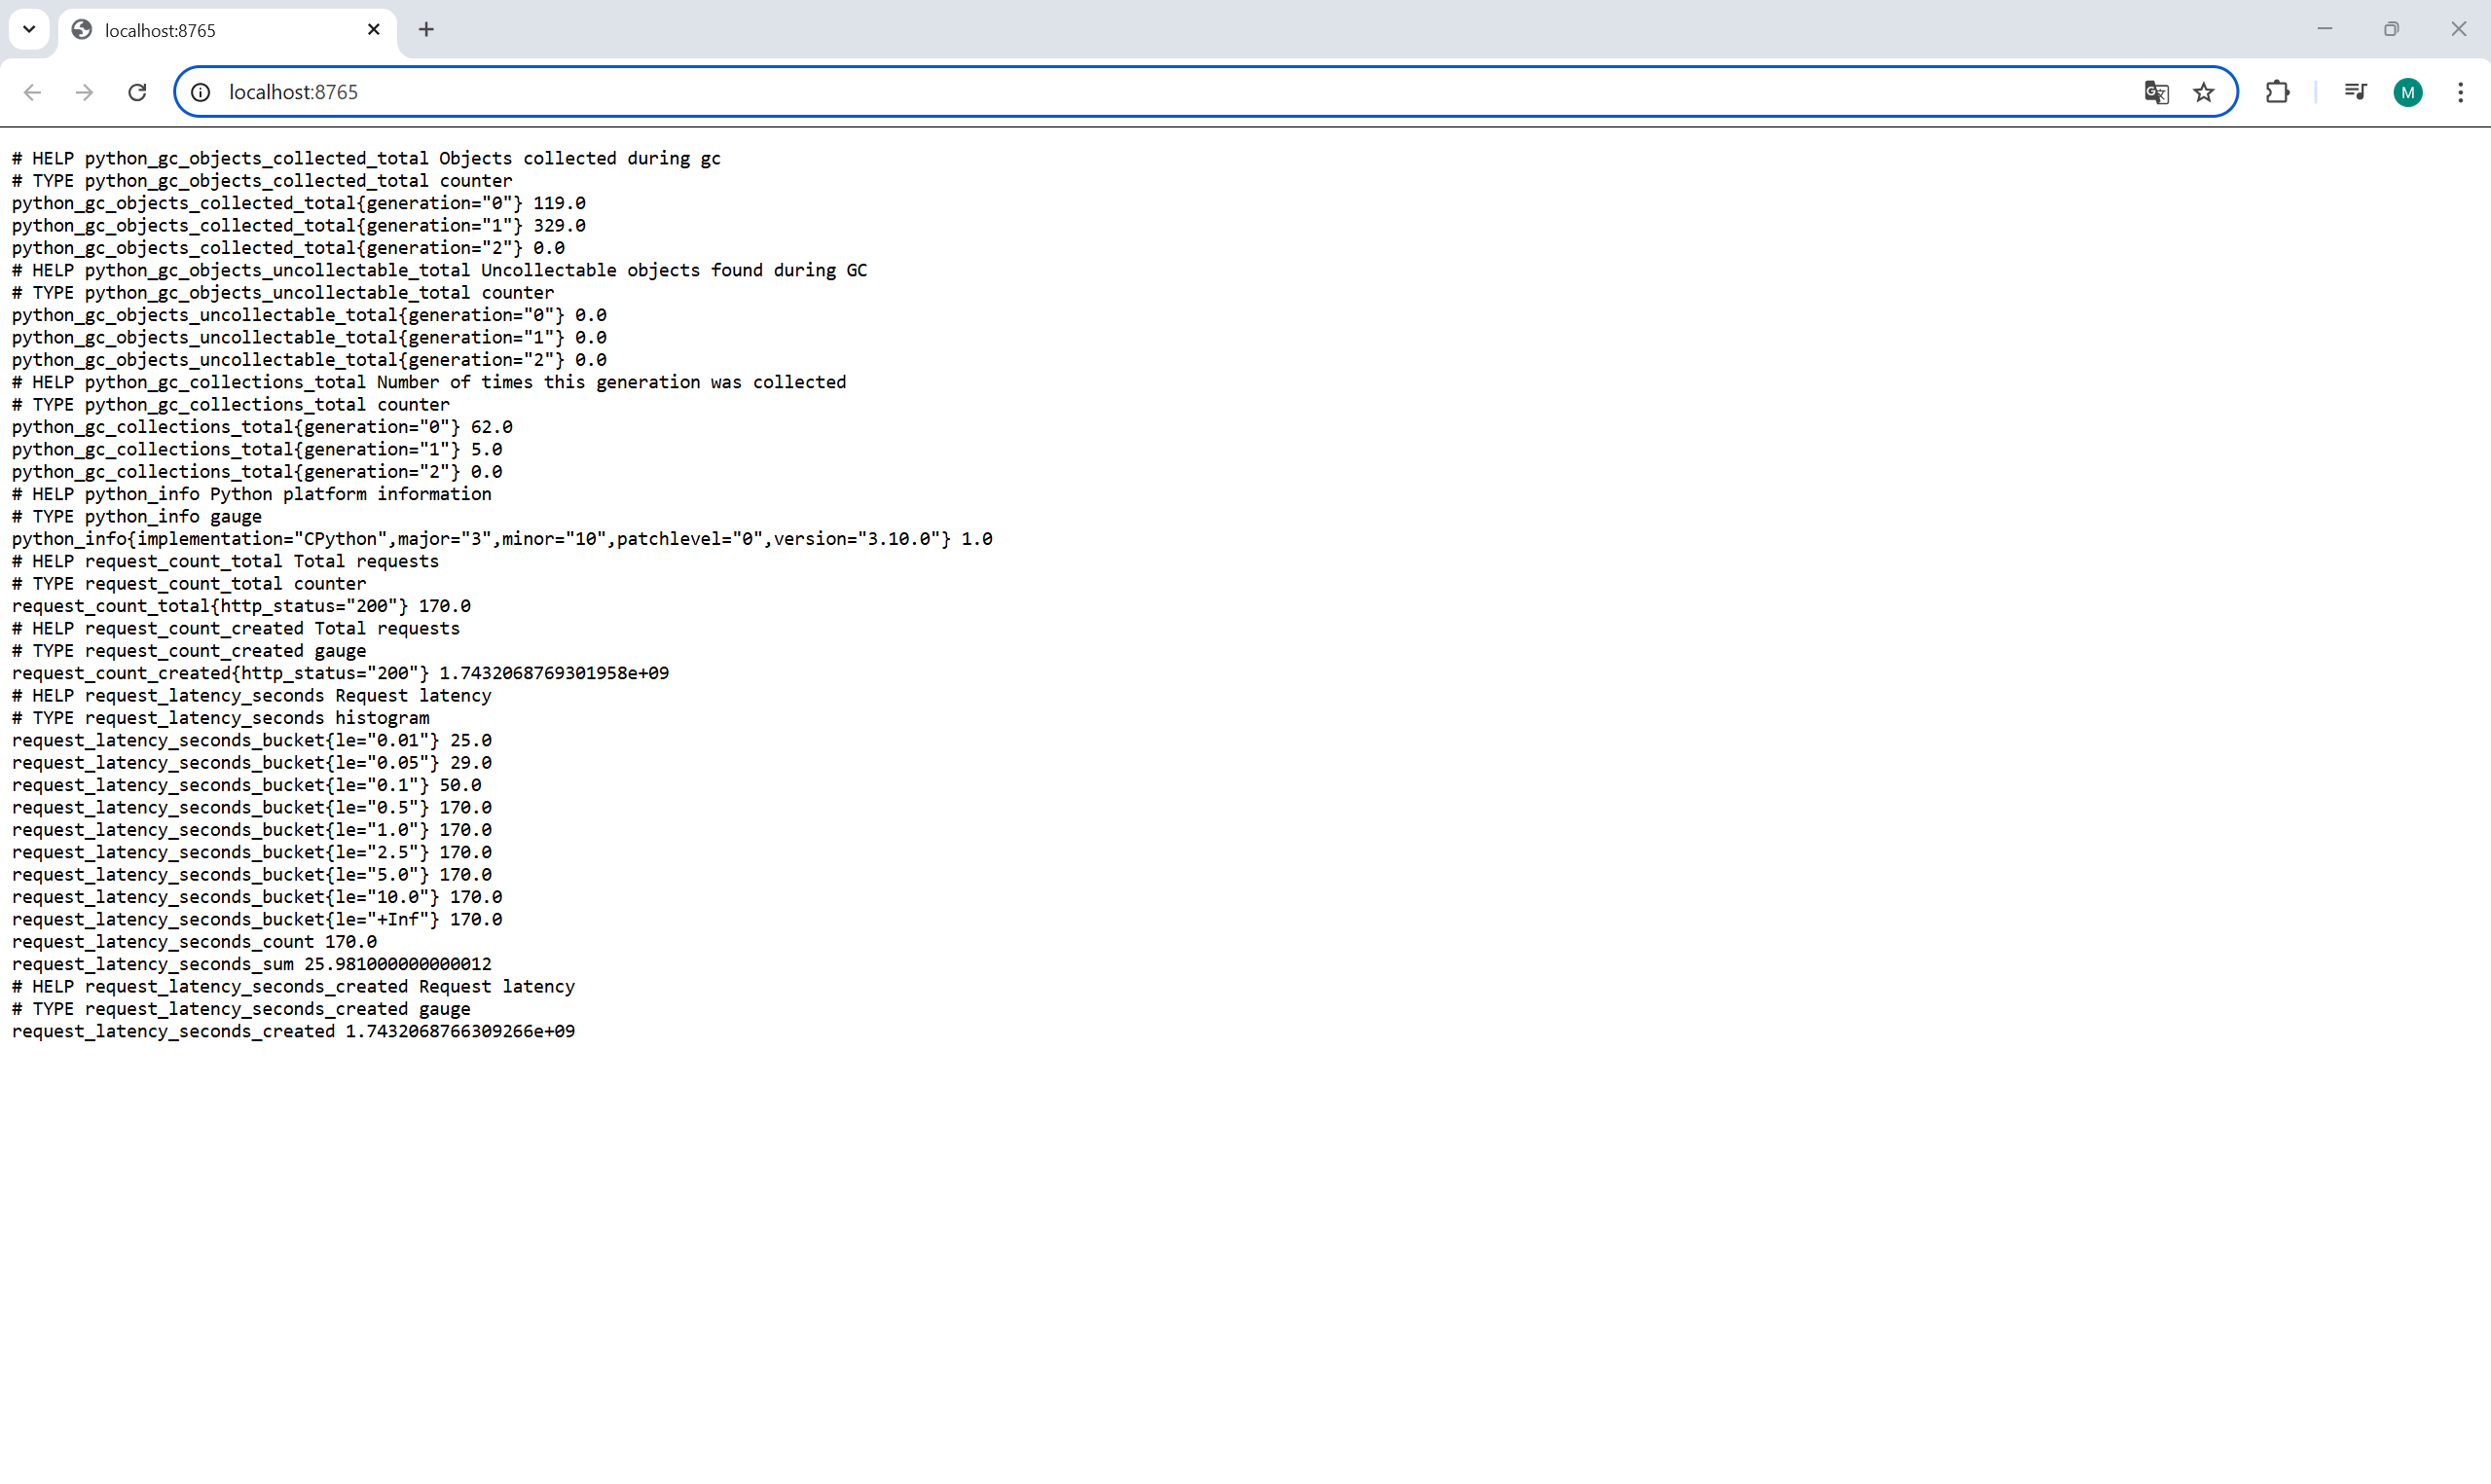 localhost:8765
localhost:8765
M
# HELP python_gc_objects_collected_total Objects collected during gc
# TYPE python_gc_objects_collected_total counter
python_gc_objects_collected_total{generation="0"} 119.0
python_gc_objects_collected_total{generation="1"} 329.0
python_gc_objects_collected_total{generation="2"} 0.0
# HELP python_gc_objects_uncollectable_total Uncollectable objects found during GC
# TYPE python_gc_objects_uncollectable_total counter
python_gc_objects_uncollectable_total{generation="0"} 0.0
python_gc_objects_uncollectable_total{generation="1"} 0.0
python_gc_objects_uncollectable_total{generation="2"} 0.0
# HELP python_gc_collections_total Number of times this generation was collected
# TYPE python_gc_collections_total counter
python_gc_collections_total{generation="0"} 62.0
python_gc_collections_total{generation="1"} 5.0
python_gc_collections_total{generation="2"} 0.0
# HELP python_info Python platform information
# TYPE python_info gauge
python_info{implementation="CPython",major="3",minor="10",patchlevel="0",version="3.10.0"} 1.0
# HELP request_count_total Total requests
# TYPE request_count_total counter
request_count_total{http_status="200"} 170.0
# HELP request_count_created Total requests
# TYPE request_count_created gauge
request_count_created{http_status="200"} 1.7432068769301958e+09
# HELP request_latency_seconds Request latency
# TYPE request_latency_seconds histogram
request_latency_seconds_bucket{le="0.01"} 25.0
request_latency_seconds_bucket{le="0.05"} 29.0
request_latency_seconds_bucket{le="0.1"} 50.0
request_latency_seconds_bucket{le="0.5"} 170.0
request_latency_seconds_bucket{le="1.0"} 170.0
request_latency_seconds_bucket{le="2.5"} 170.0
request_latency_seconds_bucket{le="5.0"} 170.0
request_latency_seconds_bucket{le="10.0"} 170.0
request_latency_seconds_bucket{le="+Inf"} 170.0
request_latency_seconds_count 170.0
request_latency_seconds_sum 25.981000000000012
# HELP request_latency_seconds_created Request latency
# TYPE request_latency_seconds_created gauge
request_latency_seconds_created 1.7432068766309266e+09